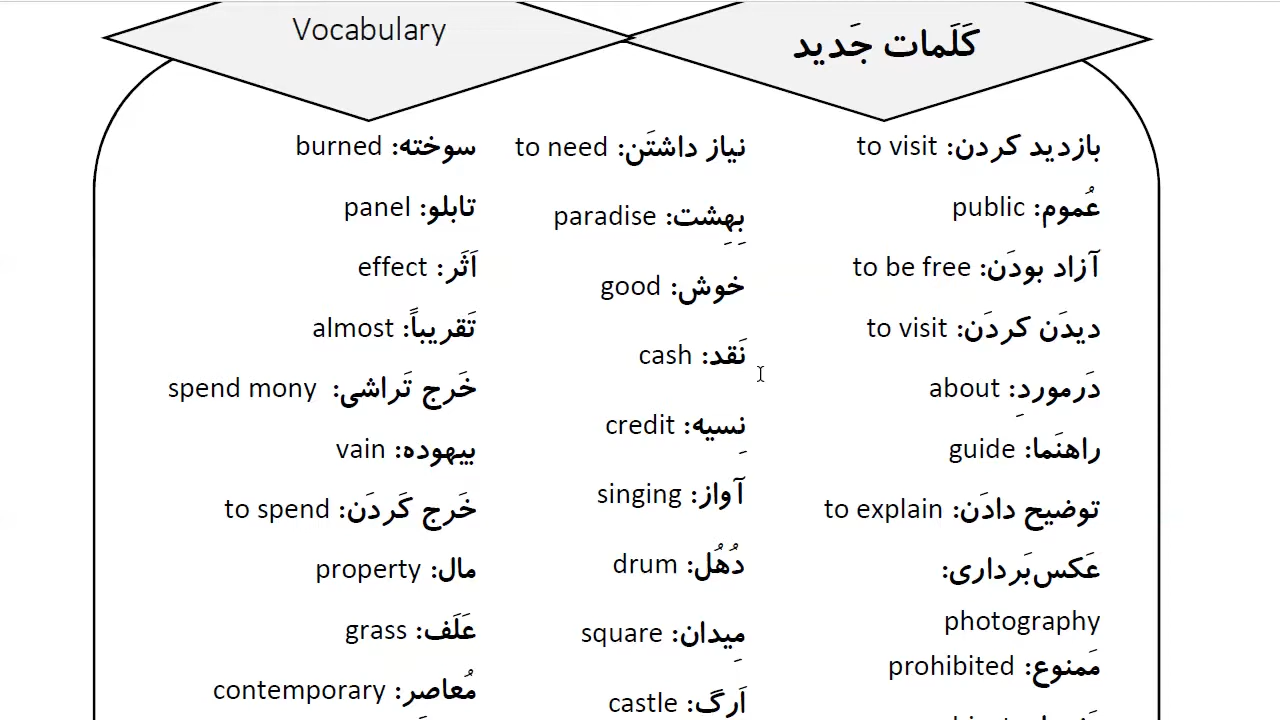 Vocabulary
کَلَمات جَدید
بازدید کردن: to visit
عُموم: public
آزاد بودَن: to be free
دیدَن کردَن: to visit
دَرموردِ: about
راهنَما: guide
توضیح دادَن: to explain
عَکس‌بَرداری:
photography
مَمنوع: prohibited
نیاز داشتَن: to need
بِهِشت: paradise
خوش: good
نَقد: cash
نِسیه: credit
آواز: singing
دُهُل: drum
مِیدان: square
اَرگ: castle
سوخته: burned
تابلو: panel
اَثَر: effect
تَقریباً: almost
خَرج تَراشی: spend mony
بیهوده: vain
خَرج کَردَن: to spend
مال: property
عَلَف: grass
مُعاصر: contemporary